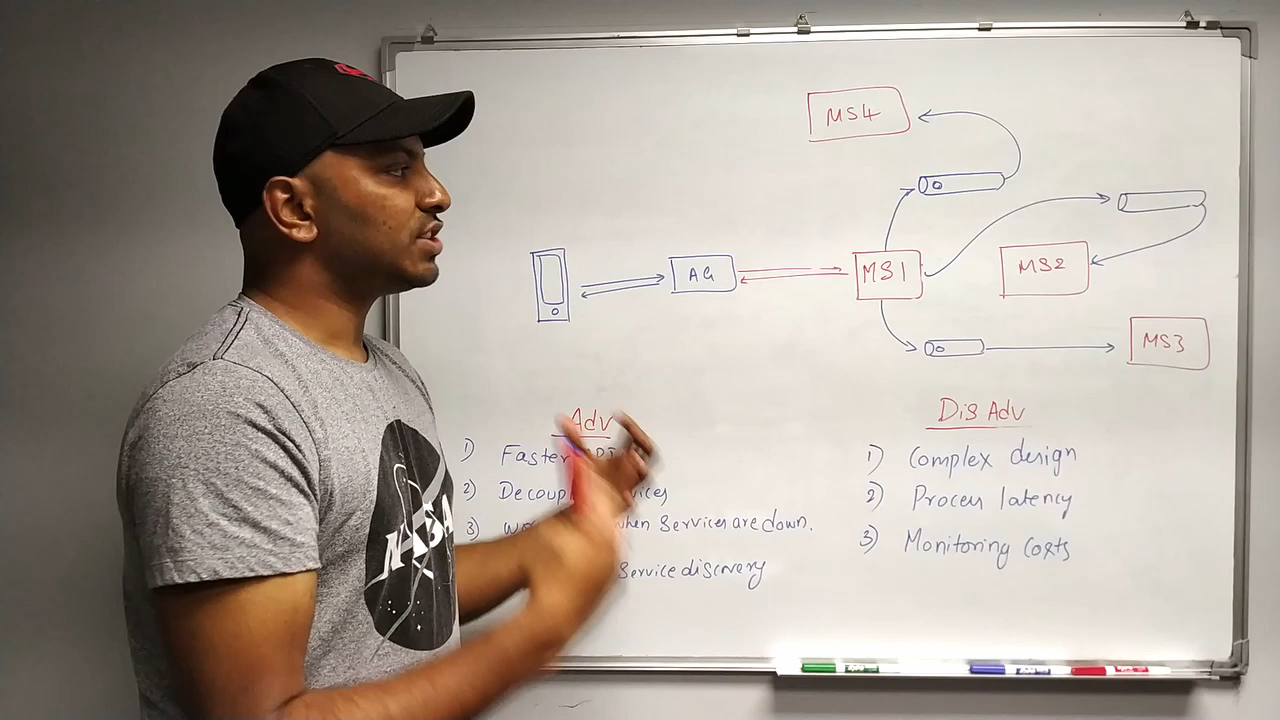 MS4
AG
MS1
MS2
MS3
Adv
1) Faster
2)
3) when Services are down.
Service discovery
Dis Adv
1) Complex design
2) Process latency
3) Monitoring costs
NASA